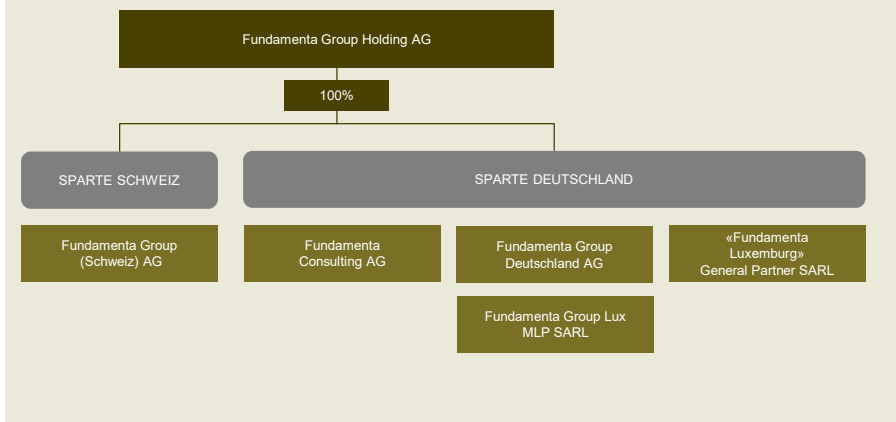 Fundamenta Group Holding AG
100%
SPARTE SCHWEIZ
SPARTE DEUTSCHLAND
Fundamenta Group
(Schweiz) AG
Fundamenta
Consulting AG
Fundamenta Group
Deutschland AG
«Fundamenta
Luxemburg»
General Partner SARL
Fundamenta Group Lux
MLP SARL